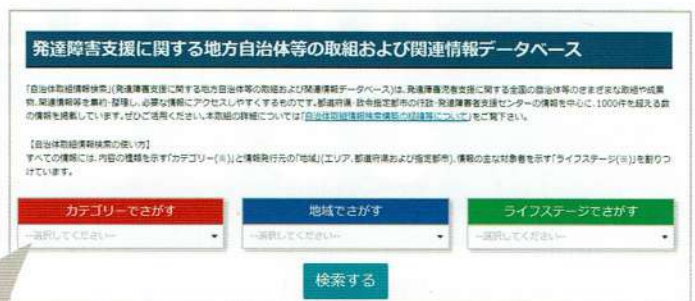 発達障害支援に関する地方自治体等の取組および関連情報データベース
「自治体取組情報検索」(発達障害支援に関する地方自治体等の取組および関連情報データベース)は、発達障害児者支援に関する全国の自治体等のさまざまな取組や成果
物、関連情報等を集約・整理し、必要な情報にアクセスしやすくするものです。都道府県・政令指定都市の行政・発達障害者支援センターの情報を中心に、1000件を超える数
の情報を掲載しています。ぜひご活用ください。本取組の詳細については「自治体取組情報検索構築の経緯等について」をご覧下さい。
【自治体取組情報検索の使い方】
すべての情報には、内容の種類を示す「カテゴリー(※)」と情報発行元の「地域」(エリア、都道府県および指定都市)、情報の主な対象者を示す「ライフステージ(※)」を割りつ
けています。
カテゴリーでさがす 地域でさがす ライフステージでさがす
--選択してください-- --選択してください-- --選択してください--
検索する